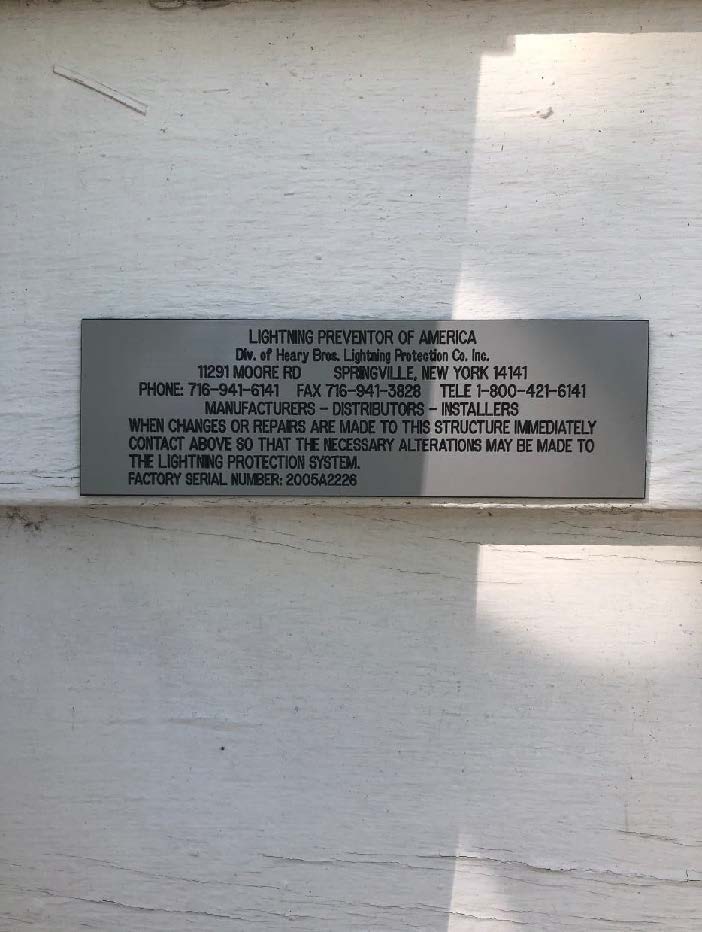 LIGHTNING PREVENTOR OF AMERICA
Div. of Heary Bros. Lightning Protection Co. Inc.
11291 MOORE RD SPRINGVILLE, NEW YORK 14141
PHONE: 716-941-6141 FAX 716-941-3828 TELE 1-800-421-6141
MANUFACTURERS - DISTRIBUTORS - INSTALLERS
WHEN CHANGES OR REPAIRS ARE MADE TO THIS STRUCTURE IMMEDIATELY
CONTACT ABOVE SO THAT THE NECESSARY ALTERATIONS MAY BE MADE TO
THE LIGHTNING PROTECTION SYSTEM.
FACTORY SERIAL NUMBER: 2005A2226